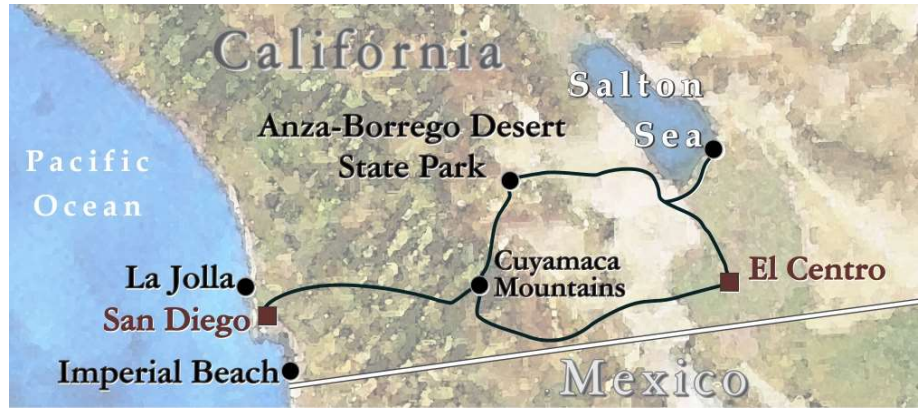 California
Salton
Sea
Anza-Borrego Desert
State Park
Pacific
Ocean
La Jolla
San Diego
Cuyamaca
Mountains
El Centro
Imperial Beach
Mexico